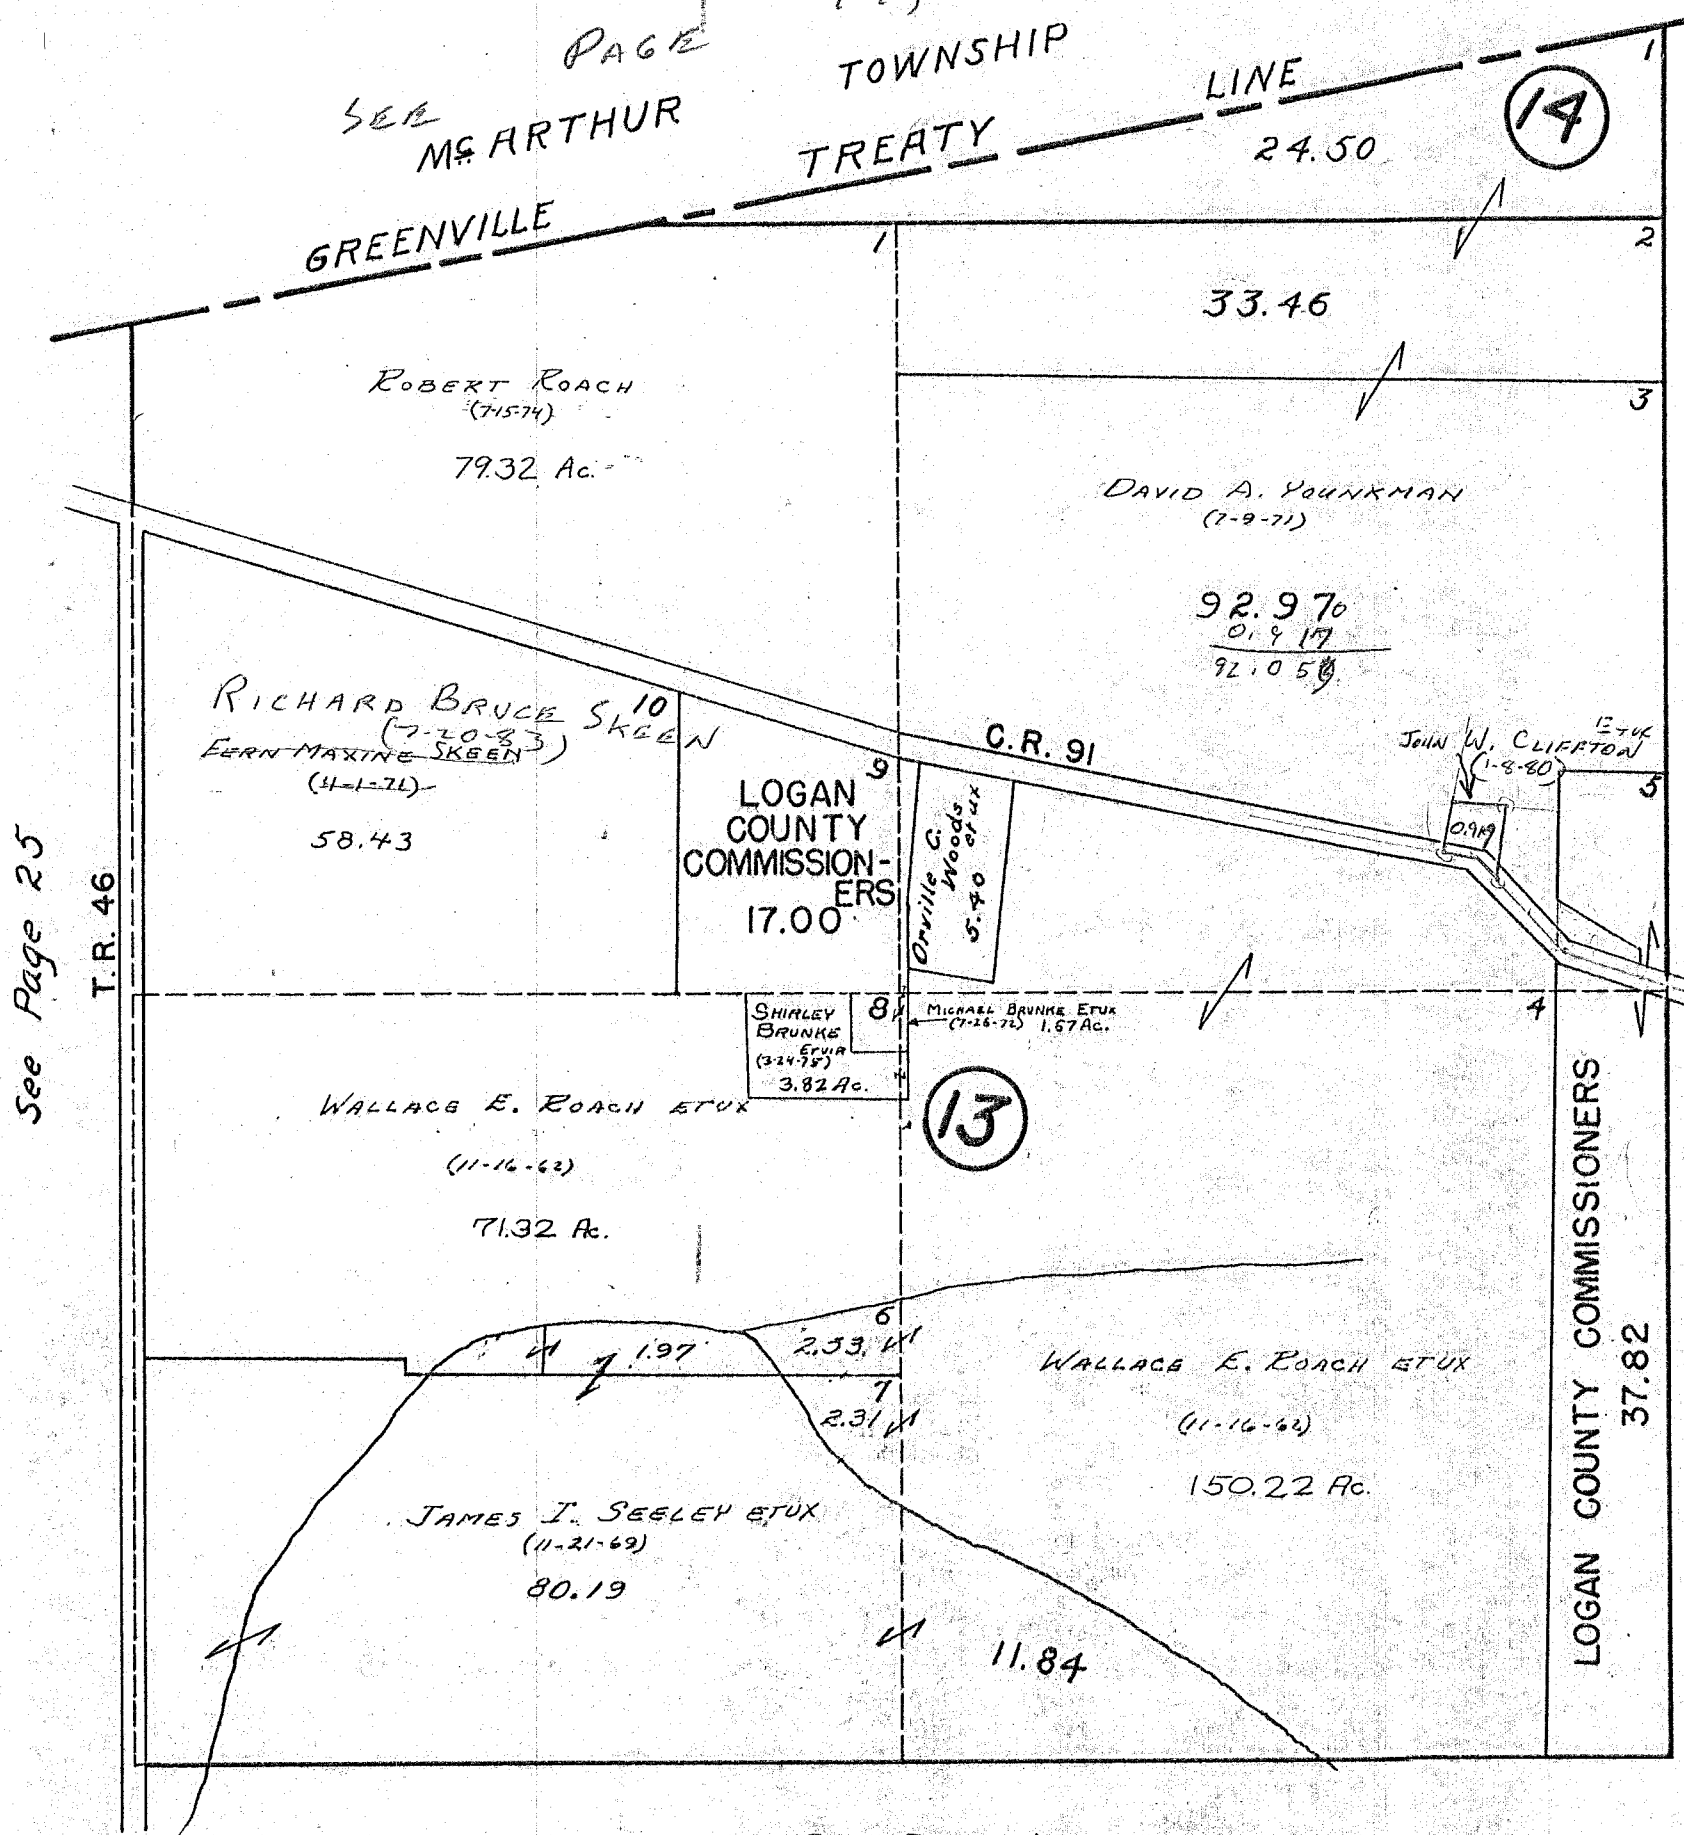 PAGE
SEE
McARTHUR TOWNSHIP LINE
GREENVILLE TREATY
24.50
14
1
1
2
33.46
3
ROBERT ROACH
(7-15-74)
79.32 Ac.
DAVID A. YOUNKMAN
(7-9-71)
92.970
0.917
92.05
RICHARD BRUCE SKEEN
(7-20-83)
FERN MAXINE SKEEN
(11-1-71)
58.43
10
9
LOGAN
COUNTY
COMMISSION-
ERS
17.00
C.R. 91
Orville C.
Woods
et ux
5.40
JOHN W. CLIFFTON ETUX
(1-8-80)
0.919
5
See Page 25
T.R. 46
SHIRLEY
BRUNKE
ETVIR
(3-24-75)
3.82 Ac.
8
MICHAEL BRUNKE ETUX
(7-26-72) 1.67 Ac.
4
13
WALLACE E. ROACH ETUX
(11-16-62)
71.32 Ac.
6
1.97
2.53
7
2.31
WALLACE E. ROACH ETUX
(11-16-62)
150.22 Ac.
LOGAN COUNTY COMMISSIONERS
37.82
JAMES I. SEELEY ETUX
(11-21-69)
80.19
11.84